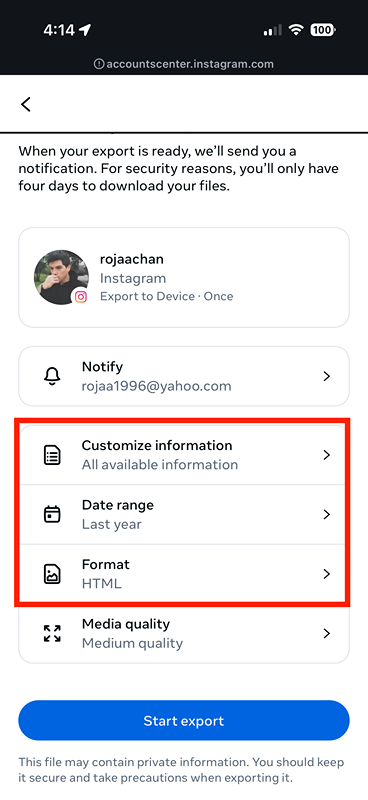 4:14
100
accountscenter.instagram.com
When your export is ready, we'll send you a
notification. For security reasons, you'll only have
four days to download your files.
rojaachan
Instagram
Export to Device · Once
Notify
rojaa1996@yahoo.com
Customize information
All available information
Date range
Last year
Format
HTML
Media quality
Medium quality
Start export
This file may contain private information. You should keep
it secure and take precautions when exporting it.